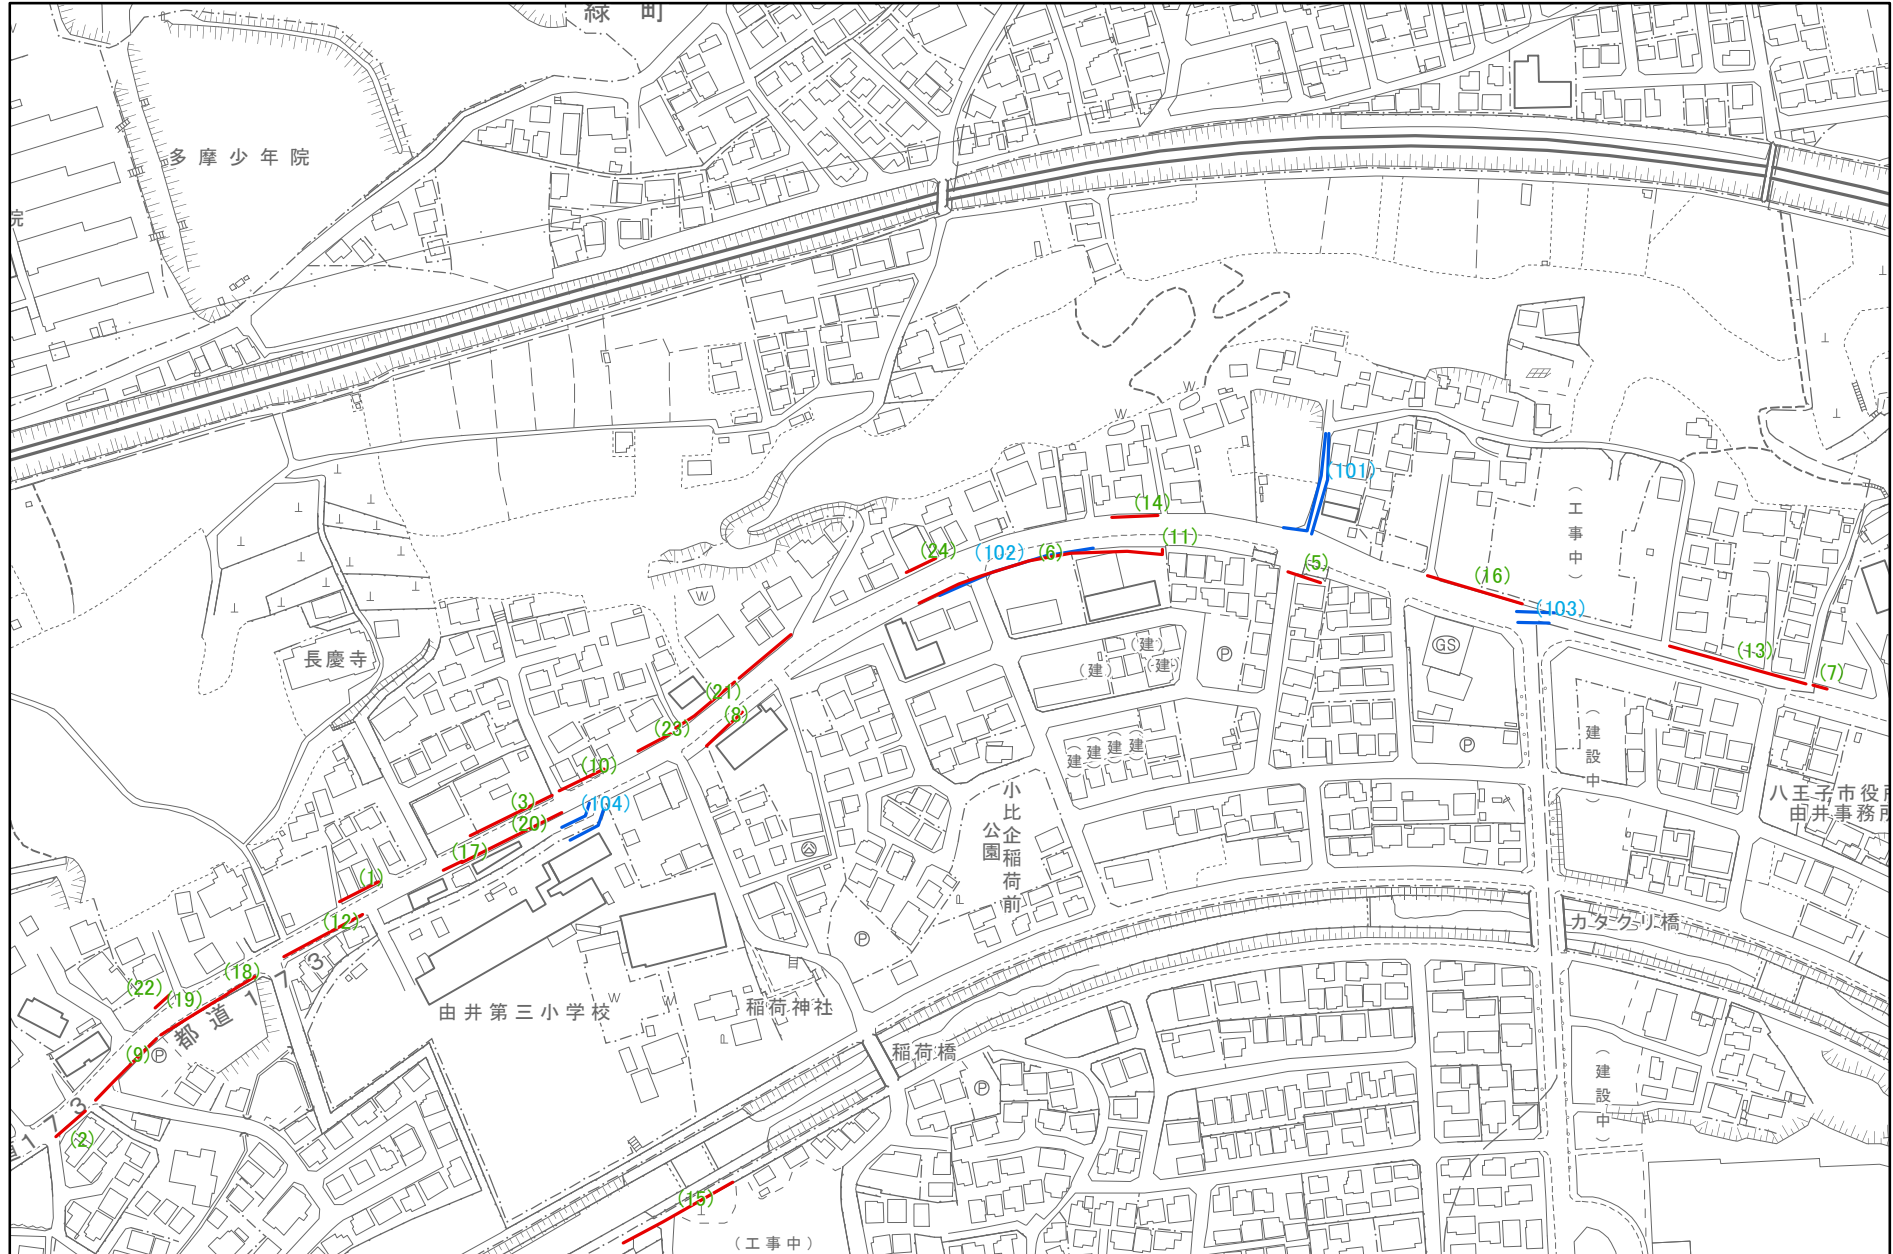 緑町
多摩少年院
院
(101)
(14)
(工事中)
(11)
(24)
(102)
(6)
(5)
(16)
(103)
W
W
W
長慶寺
(建)
(建)
(建)
GS
(13)
(7)
(21)
(8)
(23)
(建設中)
(建)
(建)
(建)
(建)
(10)
(3)
(104)
(20)
小比企稲荷前
公園
八王子市役所
由井事務所
(17)
(1)
(12)
カタクリ橋
(18)
(22)
(19)
都道173
由井第三小学校
W
稲荷神社
(9)
稲荷橋
(建設中)
173
(2)
(15)
(工事中)